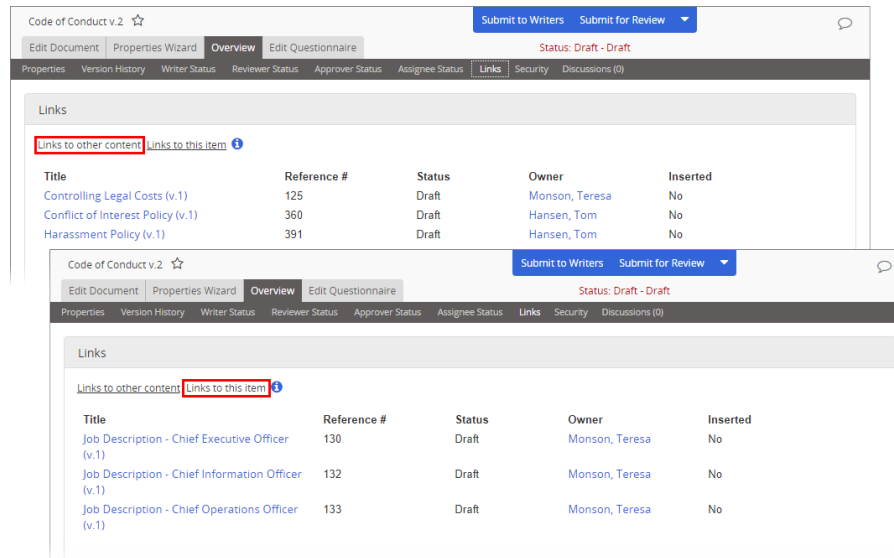 Code of Conduct v.2 Submit to Writers Submit for Review
Edit Document Properties Wizard Overview Edit Questionnaire Status: Draft - Draft
Properties Version History Writer Status Reviewer Status Approver Status Assignee Status Links Security Discussions (0)
Links
Links to other content Links to this item
Title Reference # Status Owner Inserted
Controlling Legal Costs (v.1) 125 Draft Monson, Teresa No
Conflict of Interest Policy (v.1) 360 Draft Hansen, Tom No
Harassment Policy (v.1) 391 Draft Hansen, Tom No
Code of Conduct v.2 Submit to Writers Submit for Review
Edit Document Properties Wizard Overview Edit Questionnaire Status: Draft - Draft
Properties Version History Writer Status Reviewer Status Approver Status Assignee Status Links Security Discussions (0)
Links
Links to other content Links to this item
Title Reference # Status Owner Inserted
Job Description - Chief Executive Officer 130 Draft Monson, Teresa No
(v.1)
Job Description - Chief Information Officer 132 Draft Monson, Teresa No
(v.1)
Job Description - Chief Operations Officer 133 Draft Monson, Teresa No
(v.1)